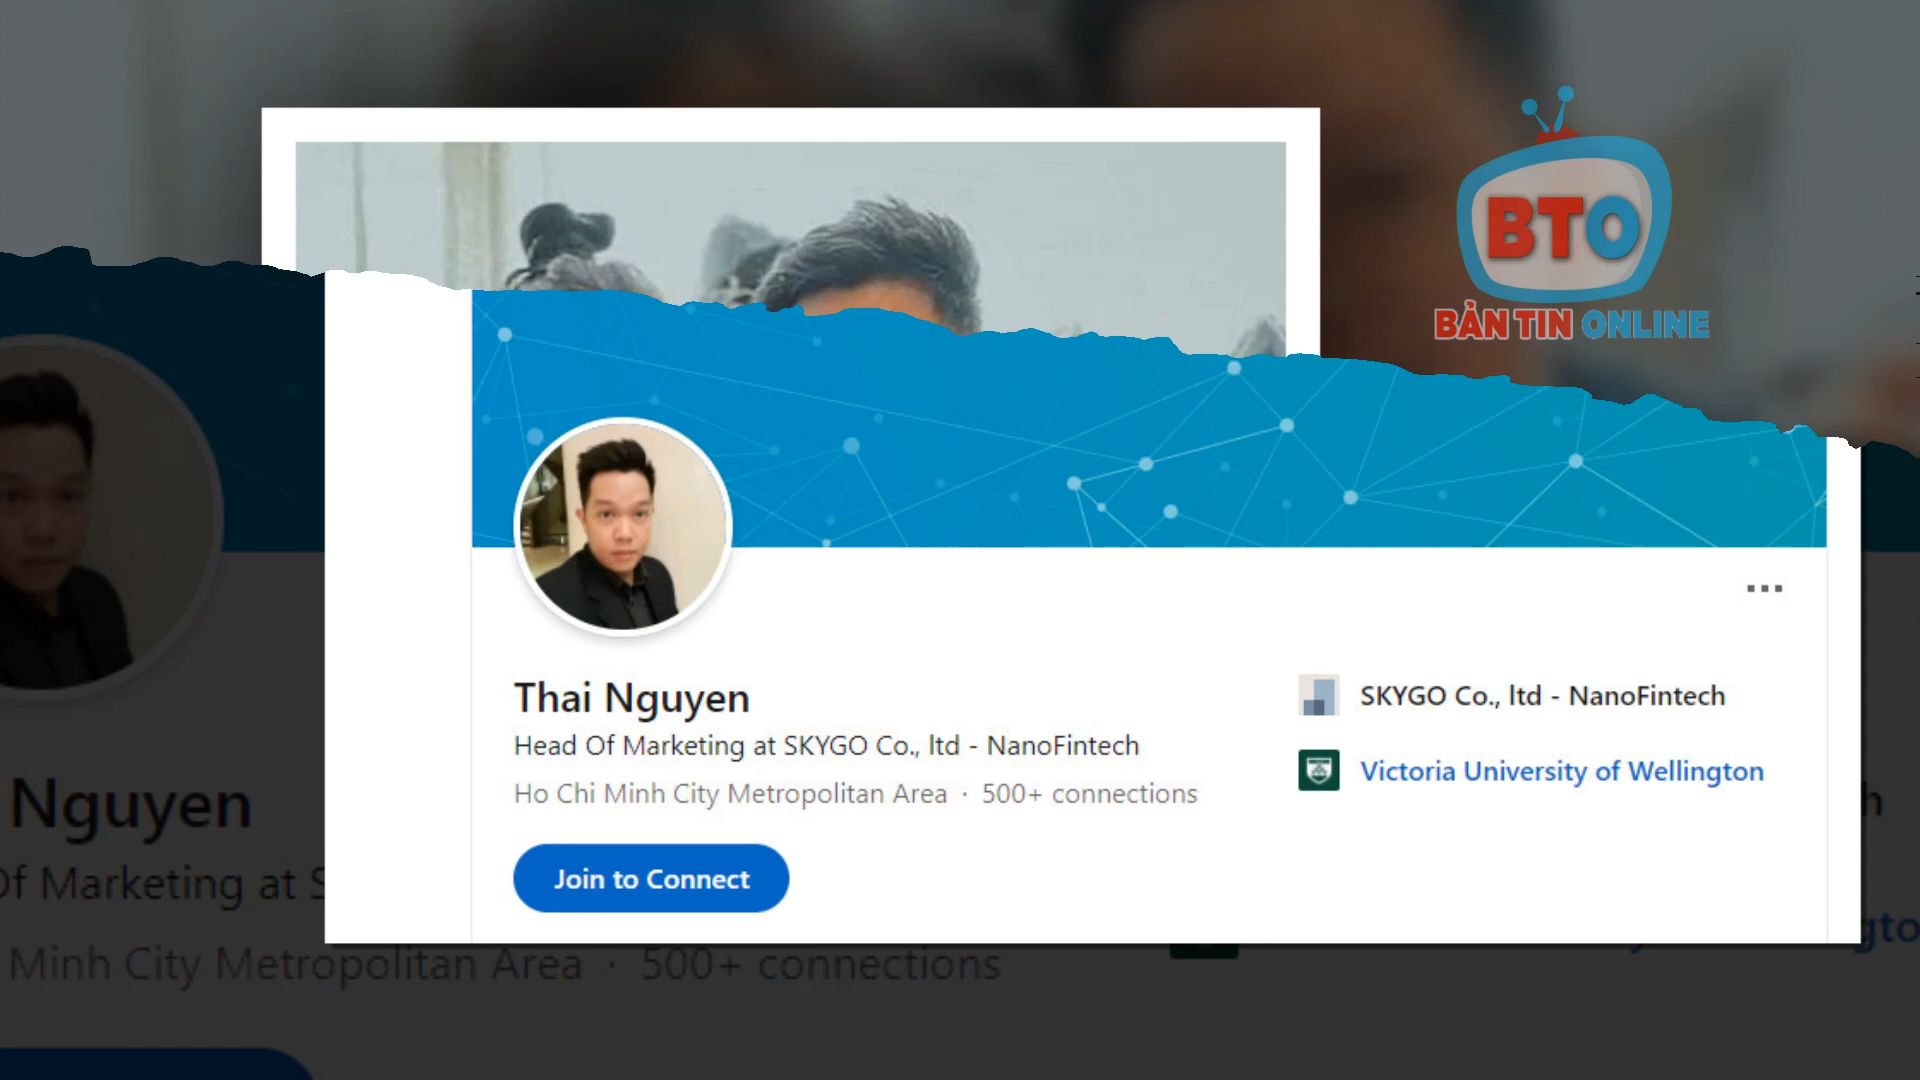 BTO
BẢN TIN ONLINE
Thai Nguyen
Head Of Marketing at SKYGO Co., ltd - NanoFintech
Ho Chi Minh City Metropolitan Area · 500+ connections
Join to Connect
SKYGO Co., ltd - NanoFintech
Victoria University of Wellington
Nguyen
Of Marketing at S
Minh City Metropolitan Area · 500+ connections